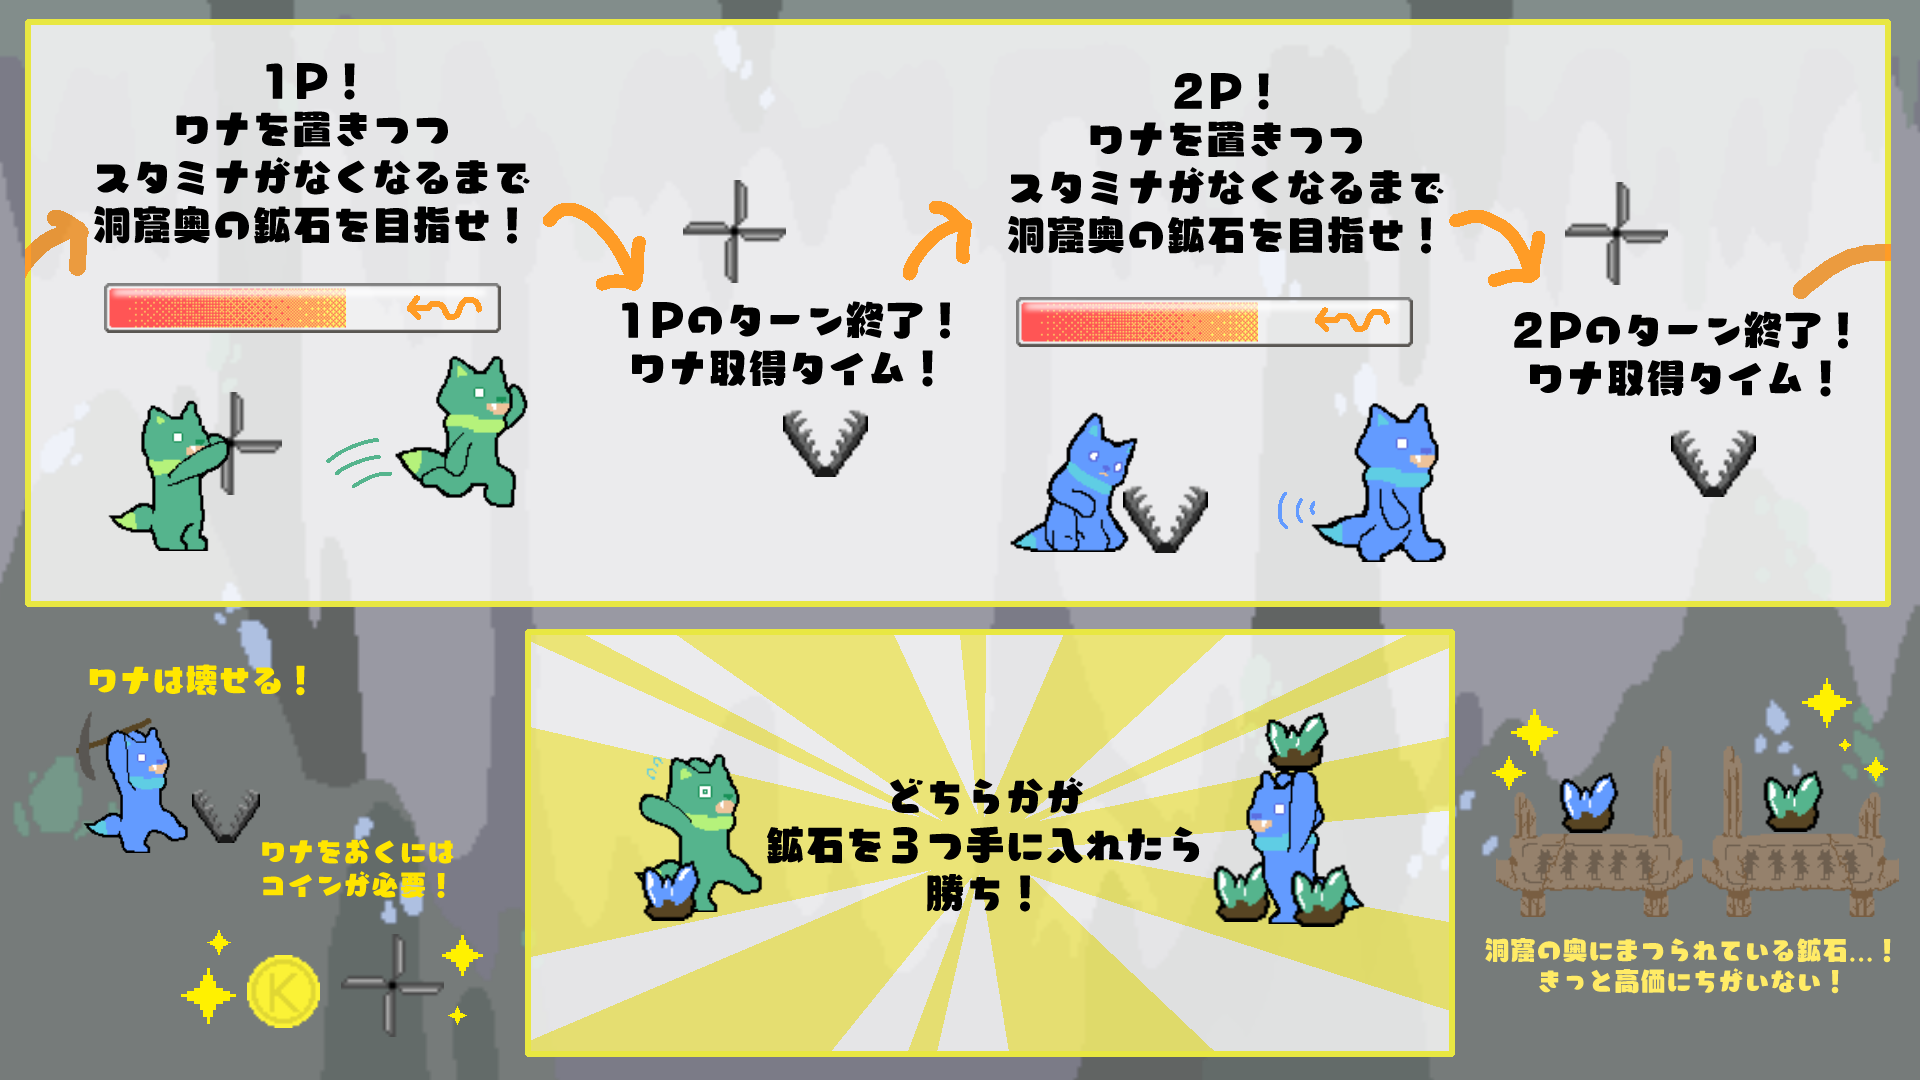 1P！
ワナを置きつつ
スタミナがなくなるまで
洞窟奥の鉱石を目指せ！
1Pのターン終了！
ワナ取得タイム！
2P！
ワナを置きつつ
スタミナがなくなるまで
洞窟奥の鉱石を目指せ！
2Pのターン終了！
ワナ取得タイム！
ワナは壊せる！
ワナをおくには
コインが必要！
K
どちらかが
鉱石を３つ手に入れたら
勝ち！
洞窟の奥にまつられている鉱石…！
きっと高価にちがいない！